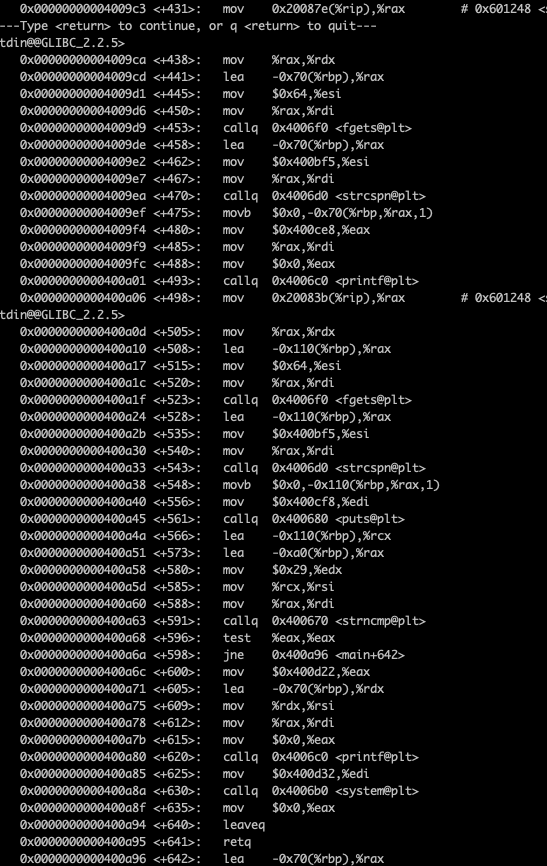 0x00000000004009c3 <+431>: mov 0x20087e(%rip),%rax # 0x601248 <s
---Type <return> to continue, or q <return> to quit---
tdin@@GLIBC_2.2.5>
0x00000000004009ca <+438>: mov %rax,%rdx
0x00000000004009cd <+441>: lea -0x70(%rbp),%rax
0x00000000004009d1 <+445>: mov $0x64,%esi
0x00000000004009d6 <+450>: mov %rax,%rdi
0x00000000004009d9 <+453>: callq 0x4006f0 <fgets@plt>
0x00000000004009de <+458>: lea -0x70(%rbp),%rax
0x00000000004009e2 <+462>: mov $0x400bf5,%esi
0x00000000004009e7 <+467>: mov %rax,%rdi
0x00000000004009ea <+470>: callq 0x4006d0 <strcspn@plt>
0x00000000004009ef <+475>: movb $0x0,-0x70(%rbp,%rax,1)
0x00000000004009f4 <+480>: mov $0x400ce8,%eax
0x00000000004009f9 <+485>: mov %rax,%rdi
0x00000000004009fc <+488>: mov $0x0,%eax
0x0000000000400a01 <+493>: callq 0x4006c0 <printf@plt>
0x0000000000400a06 <+498>: mov 0x20083b(%rip),%rax # 0x601248 <s
tdin@@GLIBC_2.2.5>
0x0000000000400a0d <+505>: mov %rax,%rdx
0x0000000000400a10 <+508>: lea -0x110(%rbp),%rax
0x0000000000400a17 <+515>: mov $0x64,%esi
0x0000000000400a1c <+520>: mov %rax,%rdi
0x0000000000400a1f <+523>: callq 0x4006f0 <fgets@plt>
0x0000000000400a24 <+528>: lea -0x110(%rbp),%rax
0x0000000000400a2b <+535>: mov $0x400bf5,%esi
0x0000000000400a30 <+540>: mov %rax,%rdi
0x0000000000400a33 <+543>: callq 0x4006d0 <strcspn@plt>
0x0000000000400a38 <+548>: movb $0x0,-0x110(%rbp,%rax,1)
0x0000000000400a40 <+556>: mov $0x400cf8,%edi
0x0000000000400a45 <+561>: callq 0x400680 <puts@plt>
0x0000000000400a4a <+566>: lea -0x110(%rbp),%rcx
0x0000000000400a51 <+573>: lea -0xa0(%rbp),%rax
0x0000000000400a58 <+580>: mov $0x29,%edx
0x0000000000400a5d <+585>: mov %rcx,%rsi
0x0000000000400a60 <+588>: mov %rax,%rdi
0x0000000000400a63 <+591>: callq 0x400670 <strncmp@plt>
0x0000000000400a68 <+596>: test %eax,%eax
0x0000000000400a6a <+598>: jne 0x400a96 <main+642>
0x0000000000400a6c <+600>: mov $0x400d22,%eax
0x0000000000400a71 <+605>: lea -0x70(%rbp),%rdx
0x0000000000400a75 <+609>: mov %rdx,%rsi
0x0000000000400a78 <+612>: mov %rax,%rdi
0x0000000000400a7b <+615>: mov $0x0,%eax
0x0000000000400a80 <+620>: callq 0x4006c0 <printf@plt>
0x0000000000400a85 <+625>: mov $0x400d32,%edi
0x0000000000400a8a <+630>: callq 0x4006b0 <system@plt>
0x0000000000400a8f <+635>: mov $0x0,%eax
0x0000000000400a94 <+640>: leaveq
0x0000000000400a95 <+641>: retq
0x0000000000400a96 <+642>: lea -0x70(%rbp),%rax